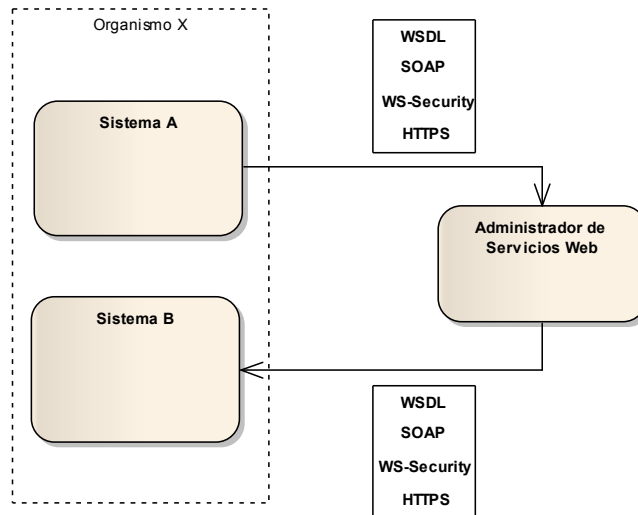 Organismo X
WSDL
SOAP
WS-Security
HTTPS
Sistema A
Administrador de
Servicios Web
Sistema B
WSDL
SOAP
WS-Security
HTTPS